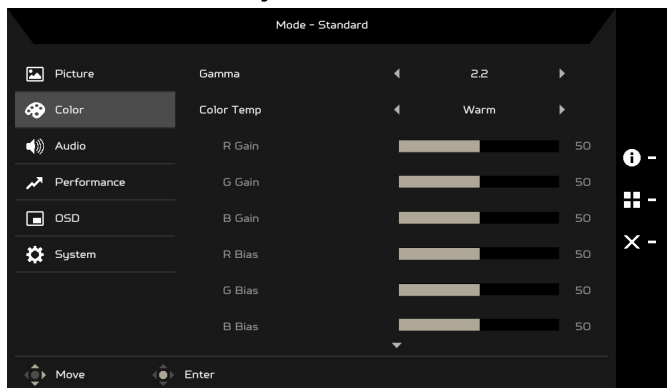 Mode - Standard
Picture Gamma 2.2
Color Color Temp Warm
Audio R Gain 50
Performance G Gain 50
OSD B Gain 50
System R Bias 50
G Bias 50
B Bias 50
Move Enter